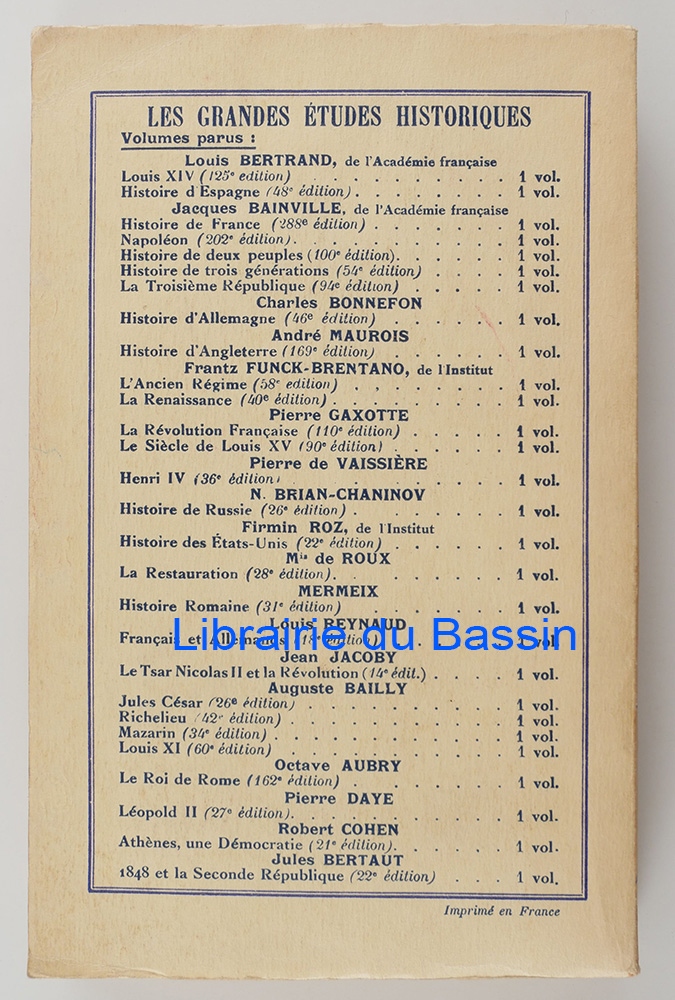 LES GRANDES ÉTUDES HISTORIQUES
Volumes parus :
Louis BERTRAND, de l'Académie française
Louis XIV (125e edition) . . . . . . . . . . 1 vol.
Histoire d'Espagne (48e édition) . . . . . . . . 1 vol.
Jacques BAINVILLE, de l'Académie française
Histoire de France (288e édition) . . . . . . . 1 vol.
Napoléon (202e édition) . . . . . . . . . . . 1 vol.
Histoire de deux peuples (100e édition). . . . . . 1 vol.
Histoire de trois générations (54e édition) . . . . . 1 vol.
La Troisième République (94e édition) . . . . . 1 vol.
Charles BONNEFON
Histoire d'Allemagne (46e édition) . . . . . . 1 vol.
André MAUROIS
Histoire d'Angleterre (169e édition) . . . . . . 1 vol.
Frantz FUNCK-BRENTANO, de l'Institut
L'Ancien Régime (58e edition) . . . . . . . . 1 vol.
La Renaissance (40e édition) . . . . . . . . . 1 vol.
Pierre GAXOTTE
La Révolution Française (110e édition) . . . . . 1 vol.
Le Siècle de Louis XV (90e édition) . . . . . . 1 vol.
Pierre de VAISSIÈRE
Henri IV (36e édition) . . . . . . . . 1 vol.
N. BRIAN-CHANINOV
Histoire de Russie (26e édition) . . . . . . . . 1 vol.
Firmin ROZ, de l'Institut
Histoire des États-Unis (22e édition) . . . . . . 1 vol.
Mis de ROUX
La Restauration (28e édition). . . . . . . . 1 vol.
MERMEIX
Histoire Romaine (31e édition) . . . . . . . 1 vol.
Louis REYNAUD
Français et Allemands (18e édition) . . . . . . 1 vol.
Librairie du Bassin
Jean JACOBY
Le Tsar Nicolas II et la Révolution (14e édit.) . . . . 1 vol.
Auguste BAILLY
Jules César (26e édition) . . . . . . . . . . 1 vol.
Richelieu (42e édition) . . . . . . . . . . . 1 vol.
Mazarin (34e édition) . . . . . . . . . . . 1 vol.
Louis XI (60e édition) . . . . . . . . . . . 1 vol.
Octave AUBRY
Le Roi de Rome (162e édition) . . . . . . . 1 vol.
Pierre DAYE
Léopold II (27e édition). . . . . . . . . . . 1 vol.
Robert COHEN
Athènes, une Démocratie (21e édition). . . . . . 1 vol.
Jules BERTAUT
1848 et la Seconde République (22e édition) . . . 1 vol.
Imprimé en France